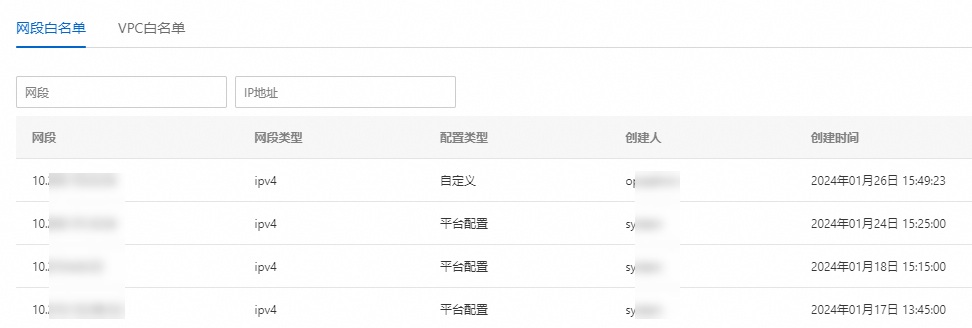 网段白名单 VPC白名单
网段 IP地址
网段 网段类型 配置类型 创建人 创建时间
10. ipv4 自定义 op 2024年01月26日 15:49:23
10. ipv4 平台配置 sy 2024年01月24日 15:25:00
10. ipv4 平台配置 sy 2024年01月18日 15:15:00
10. ipv4 平台配置 sy 2024年01月17日 13:45:00